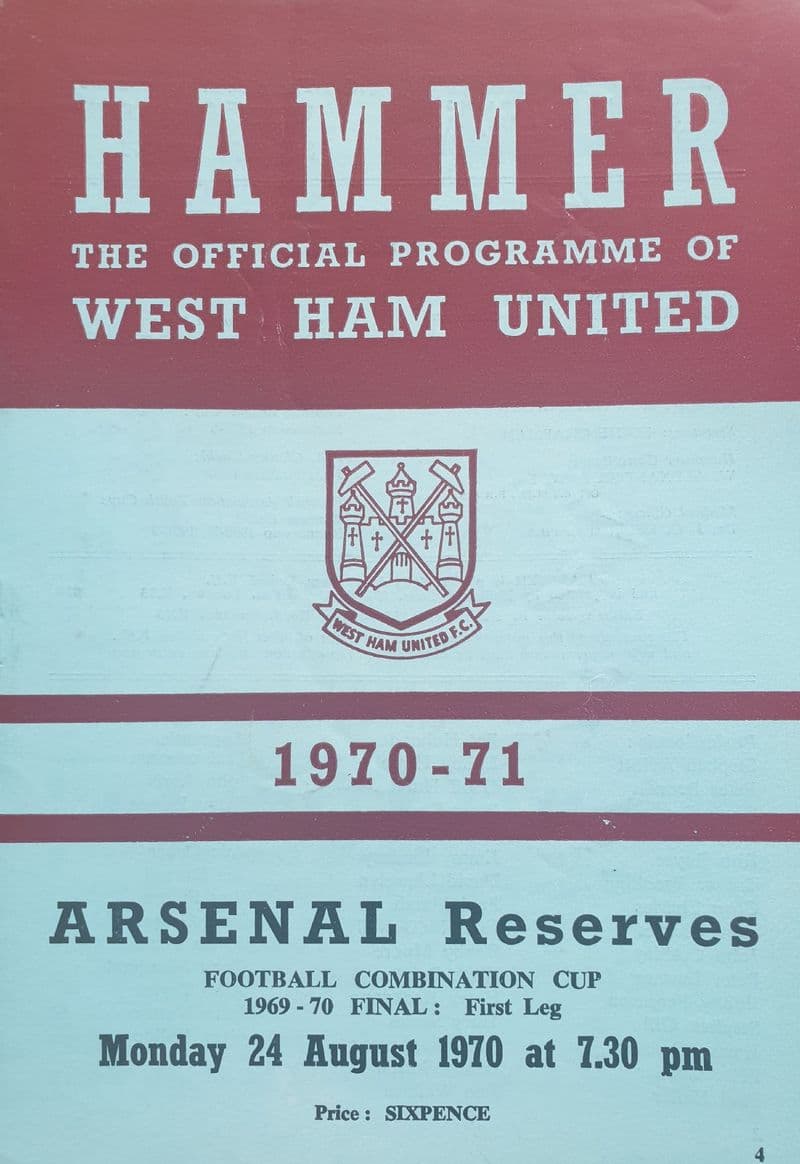 HAMMER
THE OFFICIAL PROGRAMME OF
WEST HAM UNITED
WEST HAM UNITED F.C.
1970-71
ARSENAL Reserves
FOOTBALL COMBINATION CUP
1969-70 FINAL: First Leg
Monday 24 August 1970 at 7.30 pm
Price: SIXPENCE
4